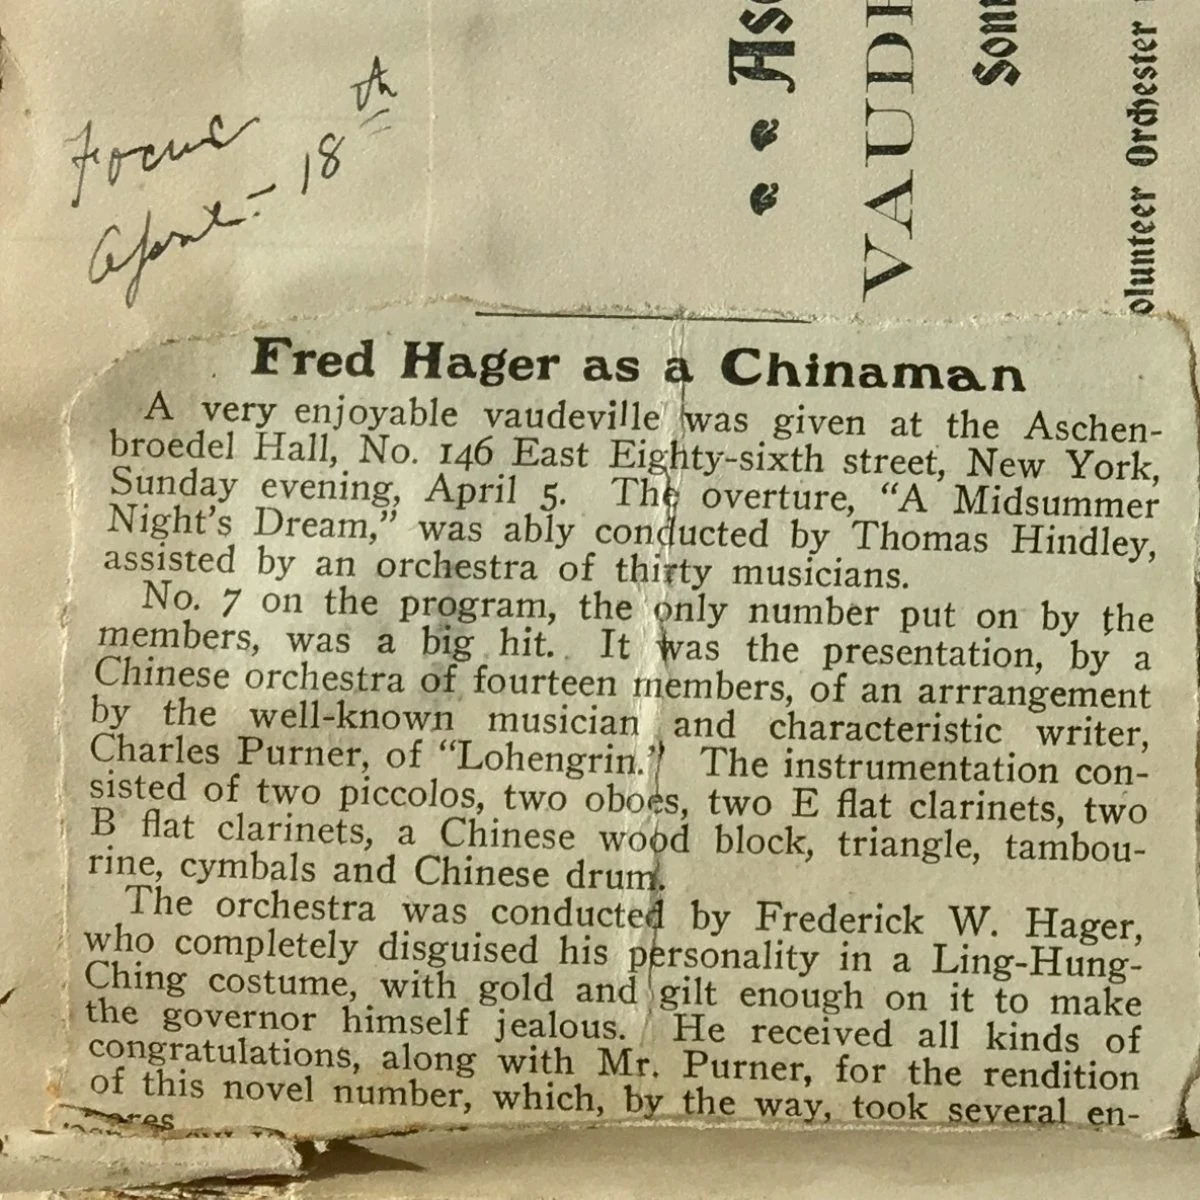 Focus
April - 18th
Asc
VAUDE
Som
olunteer Orchester
Fred Hager as a Chinaman
A very enjoyable vaudeville was given at the Aschen-
broedel Hall, No. 146 East Eighty-sixth street, New York,
Sunday evening, April 5. The overture, “A Midsummer
Night’s Dream,” was ably conducted by Thomas Hindley,
assisted by an orchestra of thirty musicians.
No. 7 on the program, the only number put on by the
members, was a big hit. It was the presentation, by a
Chinese orchestra of fourteen members, of an arrrangement
by the well-known musician and characteristic writer,
Charles Purner, of “Lohengrin.” The instrumentation con-
sisted of two piccolos, two oboes, two E flat clarinets, two
B flat clarinets, a Chinese wood block, triangle, tambou-
rine, cymbals and Chinese drum.
The orchestra was conducted by Frederick W. Hager,
who completely disguised his personality in a Ling-Hung-
Ching costume, with gold and gilt enough on it to make
the governor himself jealous. He received all kinds of
congratulations, along with Mr. Purner, for the rendition
of this novel number, which, by the way, took several en-
cores